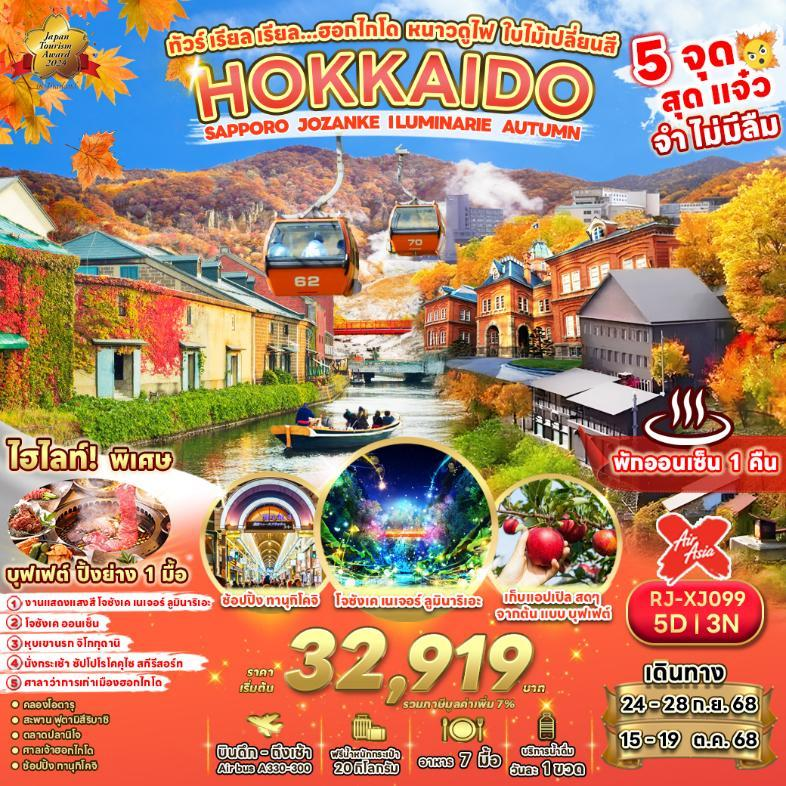 Japan
Tourism
Award
2024
ทัวร์ เรียล เรียล...ฮอกไกโด หนาวดูไฟ ใบไม้เปลี่ยนสี
HOKKAIDO
SAPPORO JOZANKE ILUMINARIE AUTUMN
5 จุด
สุด แจ๋ว
จำ ไม่มีลืม
62
70
ไฮไลท์! พิเศษ
บุฟเฟต์ ปิ้งย่าง 1 มื้อ
พักออนเซ็น 1 คืน
ช้อปปิ้ง ทานุกิโคจิ
โจซังเค เนเจอร์ ลูมินาริเอะ
เก็บแอปเปิล สดๆ
จากต้น แบบ บุฟเฟต์
Air
Asia
RJ-XJ099
5D | 3N
1 งานแสดงแสงสี โจซังเค เนเจอร์ ลูมินาริเอะ
2 โจซังเค ออนเซ็น
3 หุบเขานรก จิโกกุดานิ
4 นั่งกระเช้า ซัปโปโรโคคุไซ สกีรีสอร์ท
5 ศาลาว่าการเก่าเมืองฮอกไกโด
• คลองโอตารุ
• สะพาน ฟุตามิสึริบาชิ
• ตลาดปลานิโจ
• ศาลเจ้าฮอกไกโด
• ช้อปปิ้ง ทานุกิโคจิ
ราคา
เริ่มต้น
32,919 บาท
รวมภาษีมูลค่าเพิ่ม 7%
บินดึก - ถึงเช้า
Airbus A330-300
ฟรีน้ำหนักกระเป๋า
20 กิโลกรัม
อาหาร 7 มื้อ
บริการน้ำดื่ม
วันละ 1 ขวด
เดินทาง
24 - 28 ก.ย. 68
15 - 19 ต.ค. 68